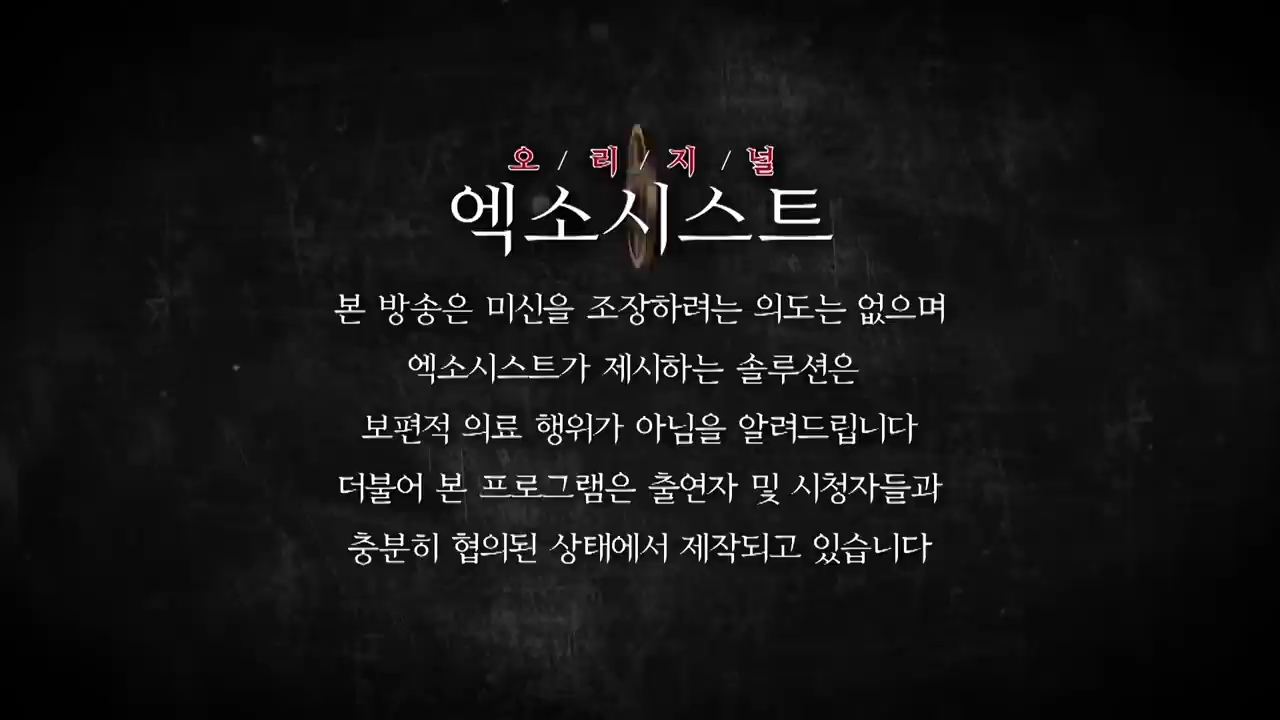 오 / 리 / 지 / 널
엑소시스트
본 방송은 미신을 조장하려는 의도는 없으며
엑소시스트가 제시하는 솔루션은
보편적 의료 행위가 아님을 알려드립니다
더불어 본 프로그램은 출연자 및 시청자들과
충분히 협의된 상태에서 제작되고 있습니다